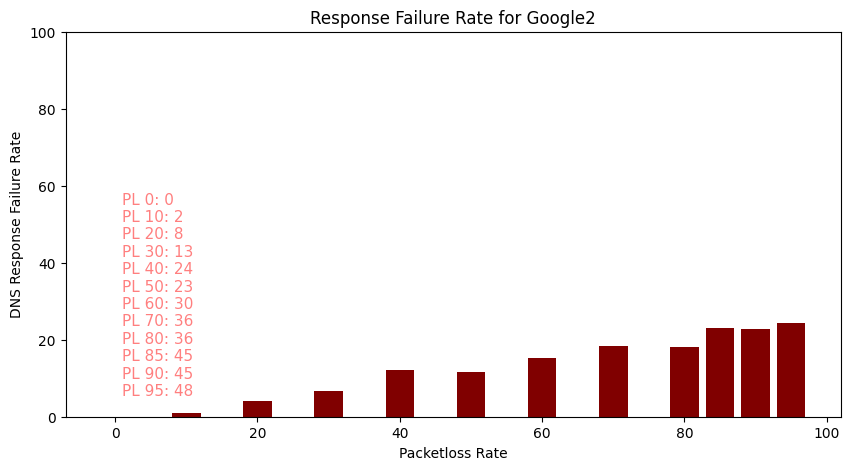 Response Failure Rate for Google2
100
80
60
40
20
0
DNS Response Failure Rate
PL 0: 0
PL 10: 2
PL 20: 8
PL 30: 13
PL 40: 24
PL 50: 23
PL 60: 30
PL 70: 36
PL 80: 36
PL 85: 45
PL 90: 45
PL 95: 48
0 20 40 60 80 100
Packetloss Rate